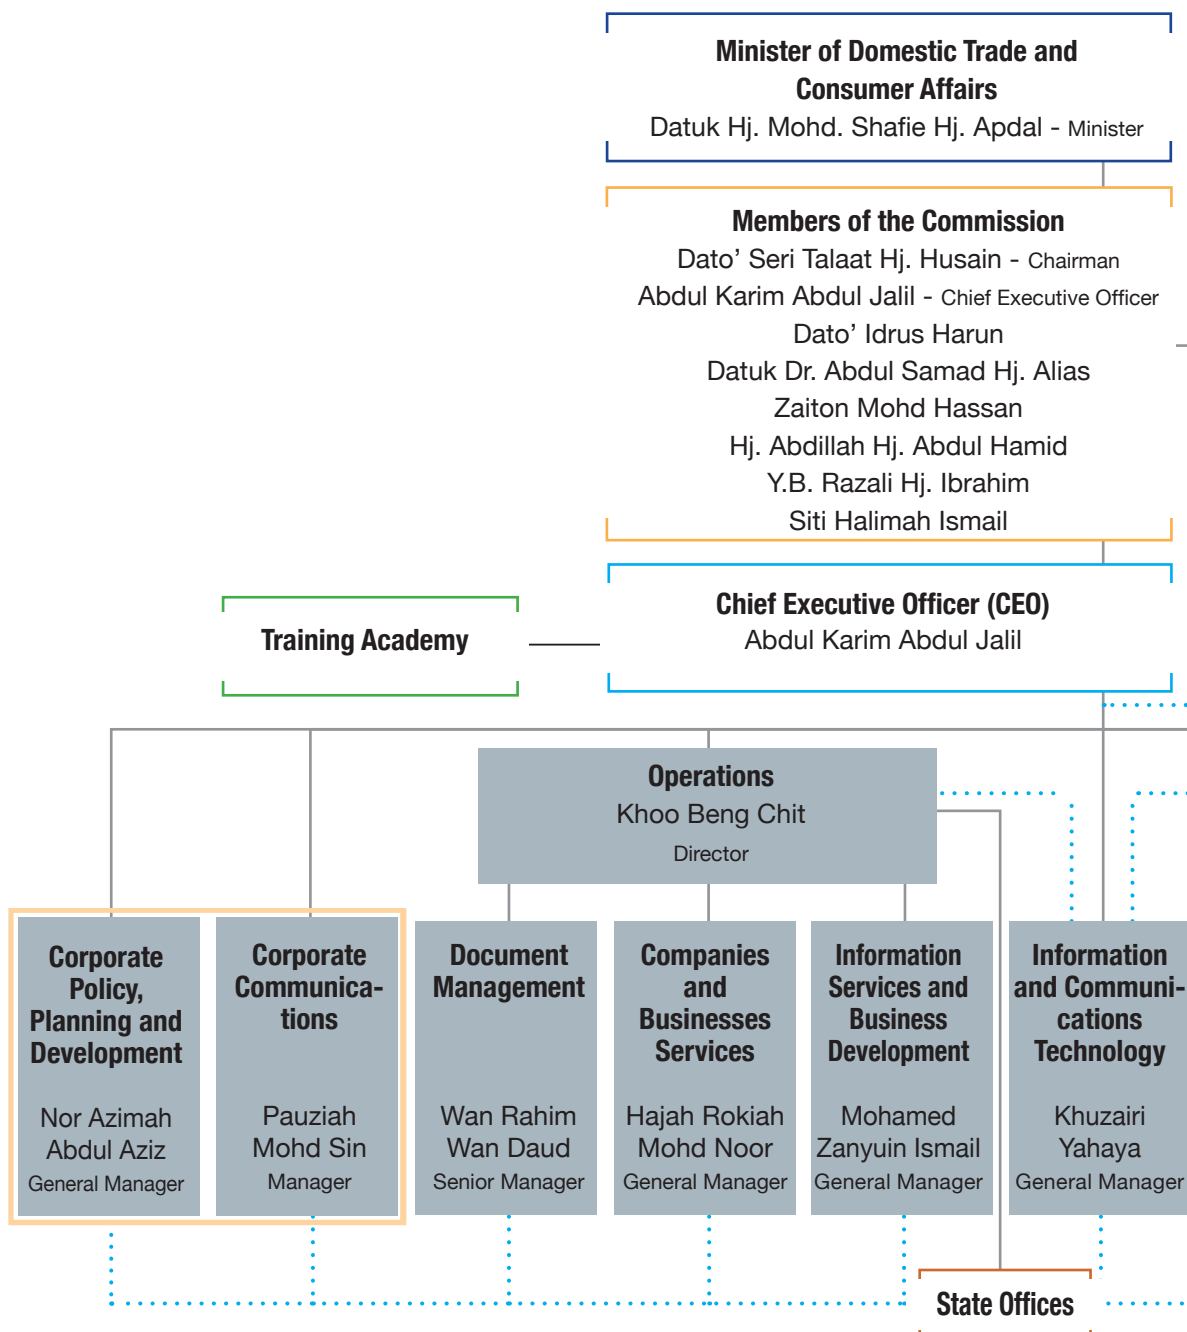 Minister of Domestic Trade and
Consumer Affairs
Datuk Hj. Mohd. Shafie Hj. Apdal - Minister
Members of the Commission
Dato’ Seri Talaat Hj. Husain - Chairman
Abdul Karim Abdul Jalil - Chief Executive Officer
Dato’ Idrus Harun
Datuk Dr. Abdul Samad Hj. Alias
Zaiton Mohd Hassan
Hj. Abdillah Hj. Abdul Hamid
Y.B. Razali Hj. Ibrahim
Siti Halimah Ismail
Chief Executive Officer (CEO)
Abdul Karim Abdul Jalil
Training Academy
Operations
Khoo Beng Chit
Director
Corporate
Policy,
Planning and
Development
Nor Azimah
Abdul Aziz
General Manager
Corporate
Communica-
tions
Pauziah
Mohd Sin
Manager
Document
Management
Wan Rahim
Wan Daud
Senior Manager
Companies
and
Businesses
Services
Hajah Rokiah
Mohd Noor
General Manager
Information
Services and
Business
Development
Mohamed
Zanyuin Ismail
General Manager
Information
and Communi-
cations
Technology
Khuzairi
Yahaya
General Manager
State Offices